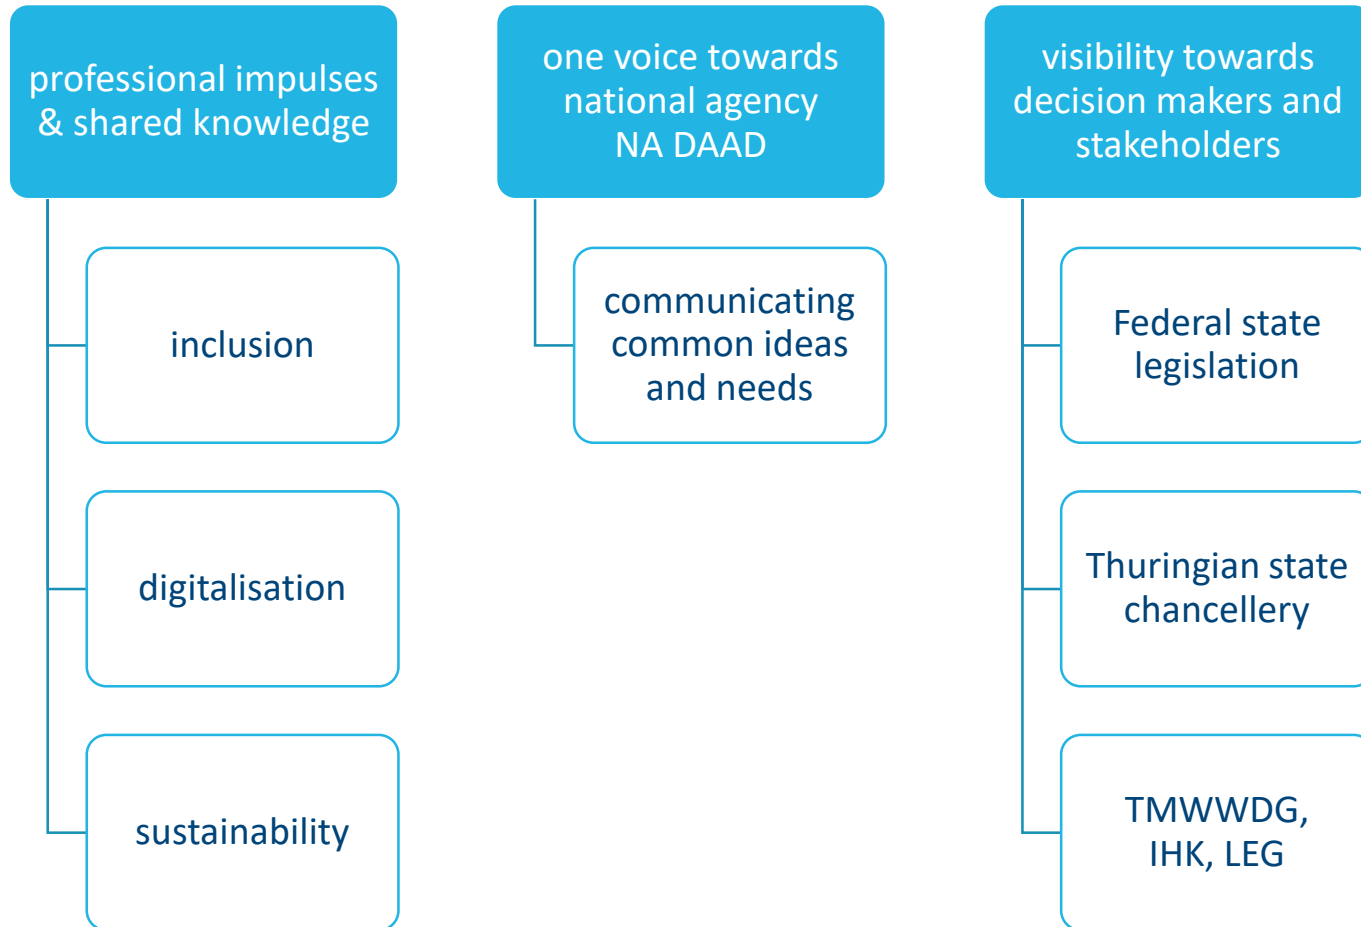 professional impulses
& shared knowledge
inclusion
digitalisation
sustainability
one voice towards
national agency
NA DAAD
communicating
common ideas
and needs
visibility towards
decision makers and
stakeholders
Federal state
legislation
Thuringian state
chancellery
TMWWDG,
IHK, LEG